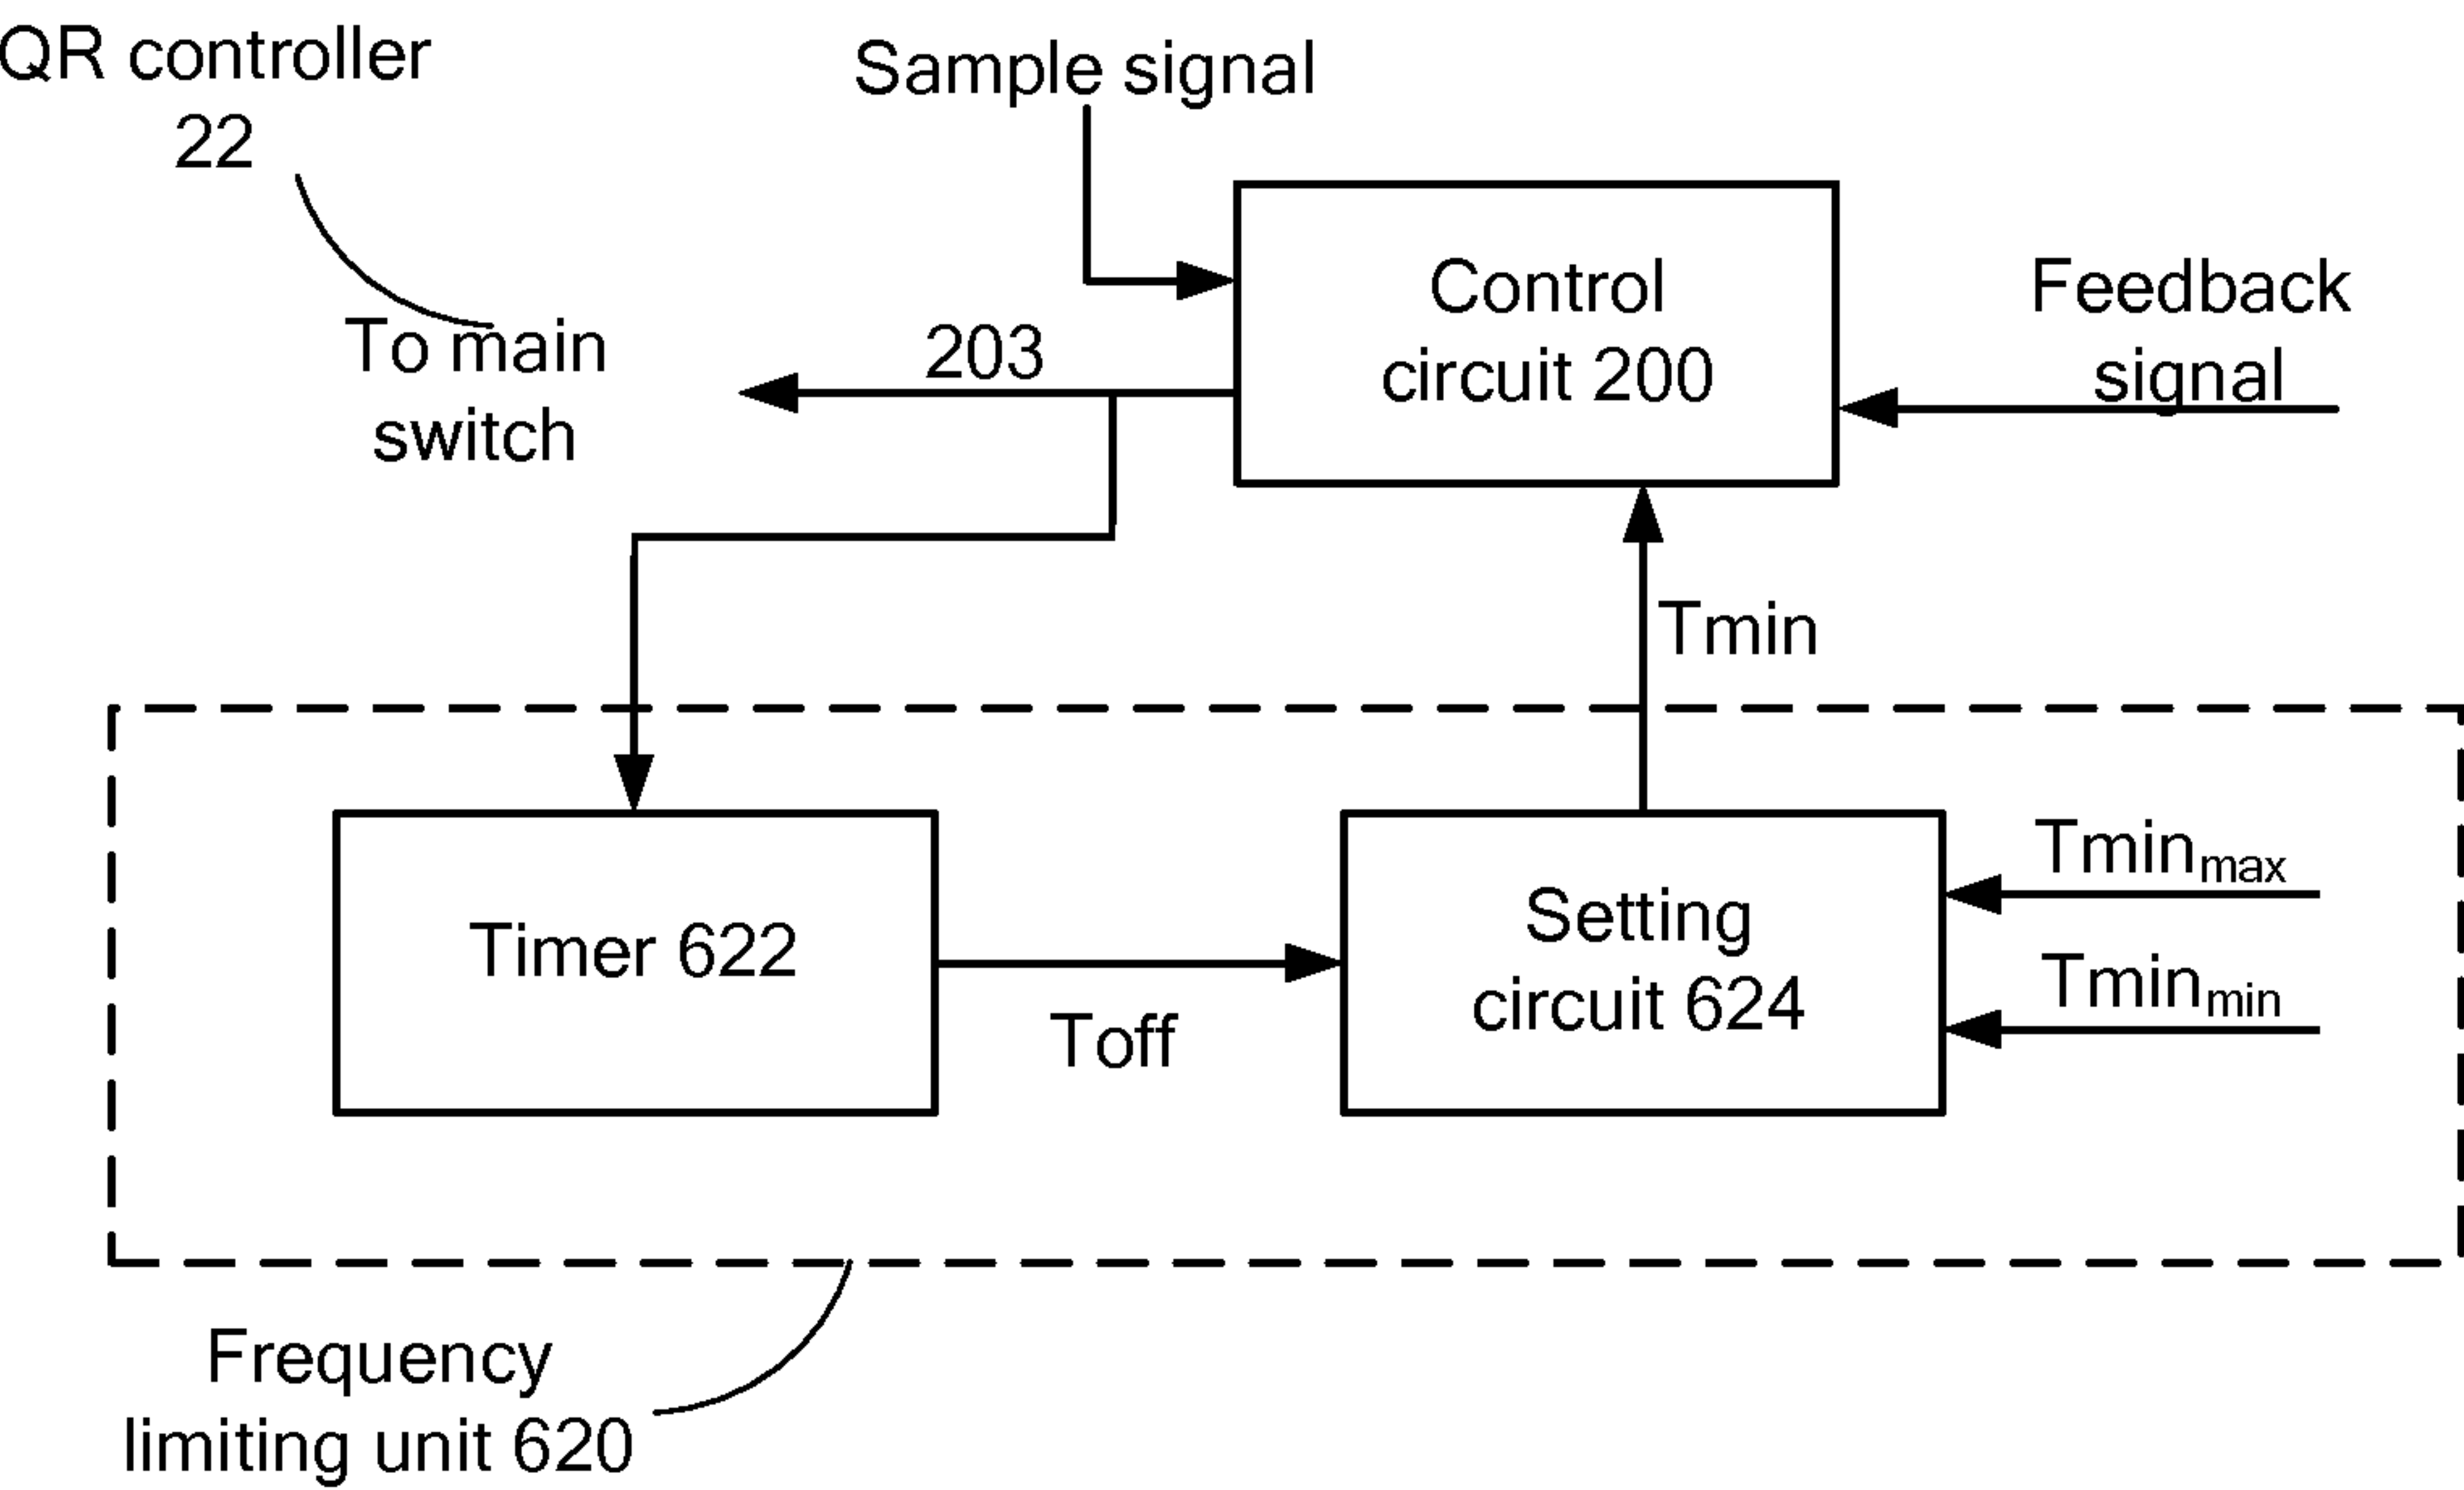 QR controller
22
Sample signal
Control
circuit 200
Feedback
signal
To main
switch
203
Tmin
Timer 622
Toff
Setting
circuit 624
Tminmax
Tminmin
Frequency
limiting unit 620